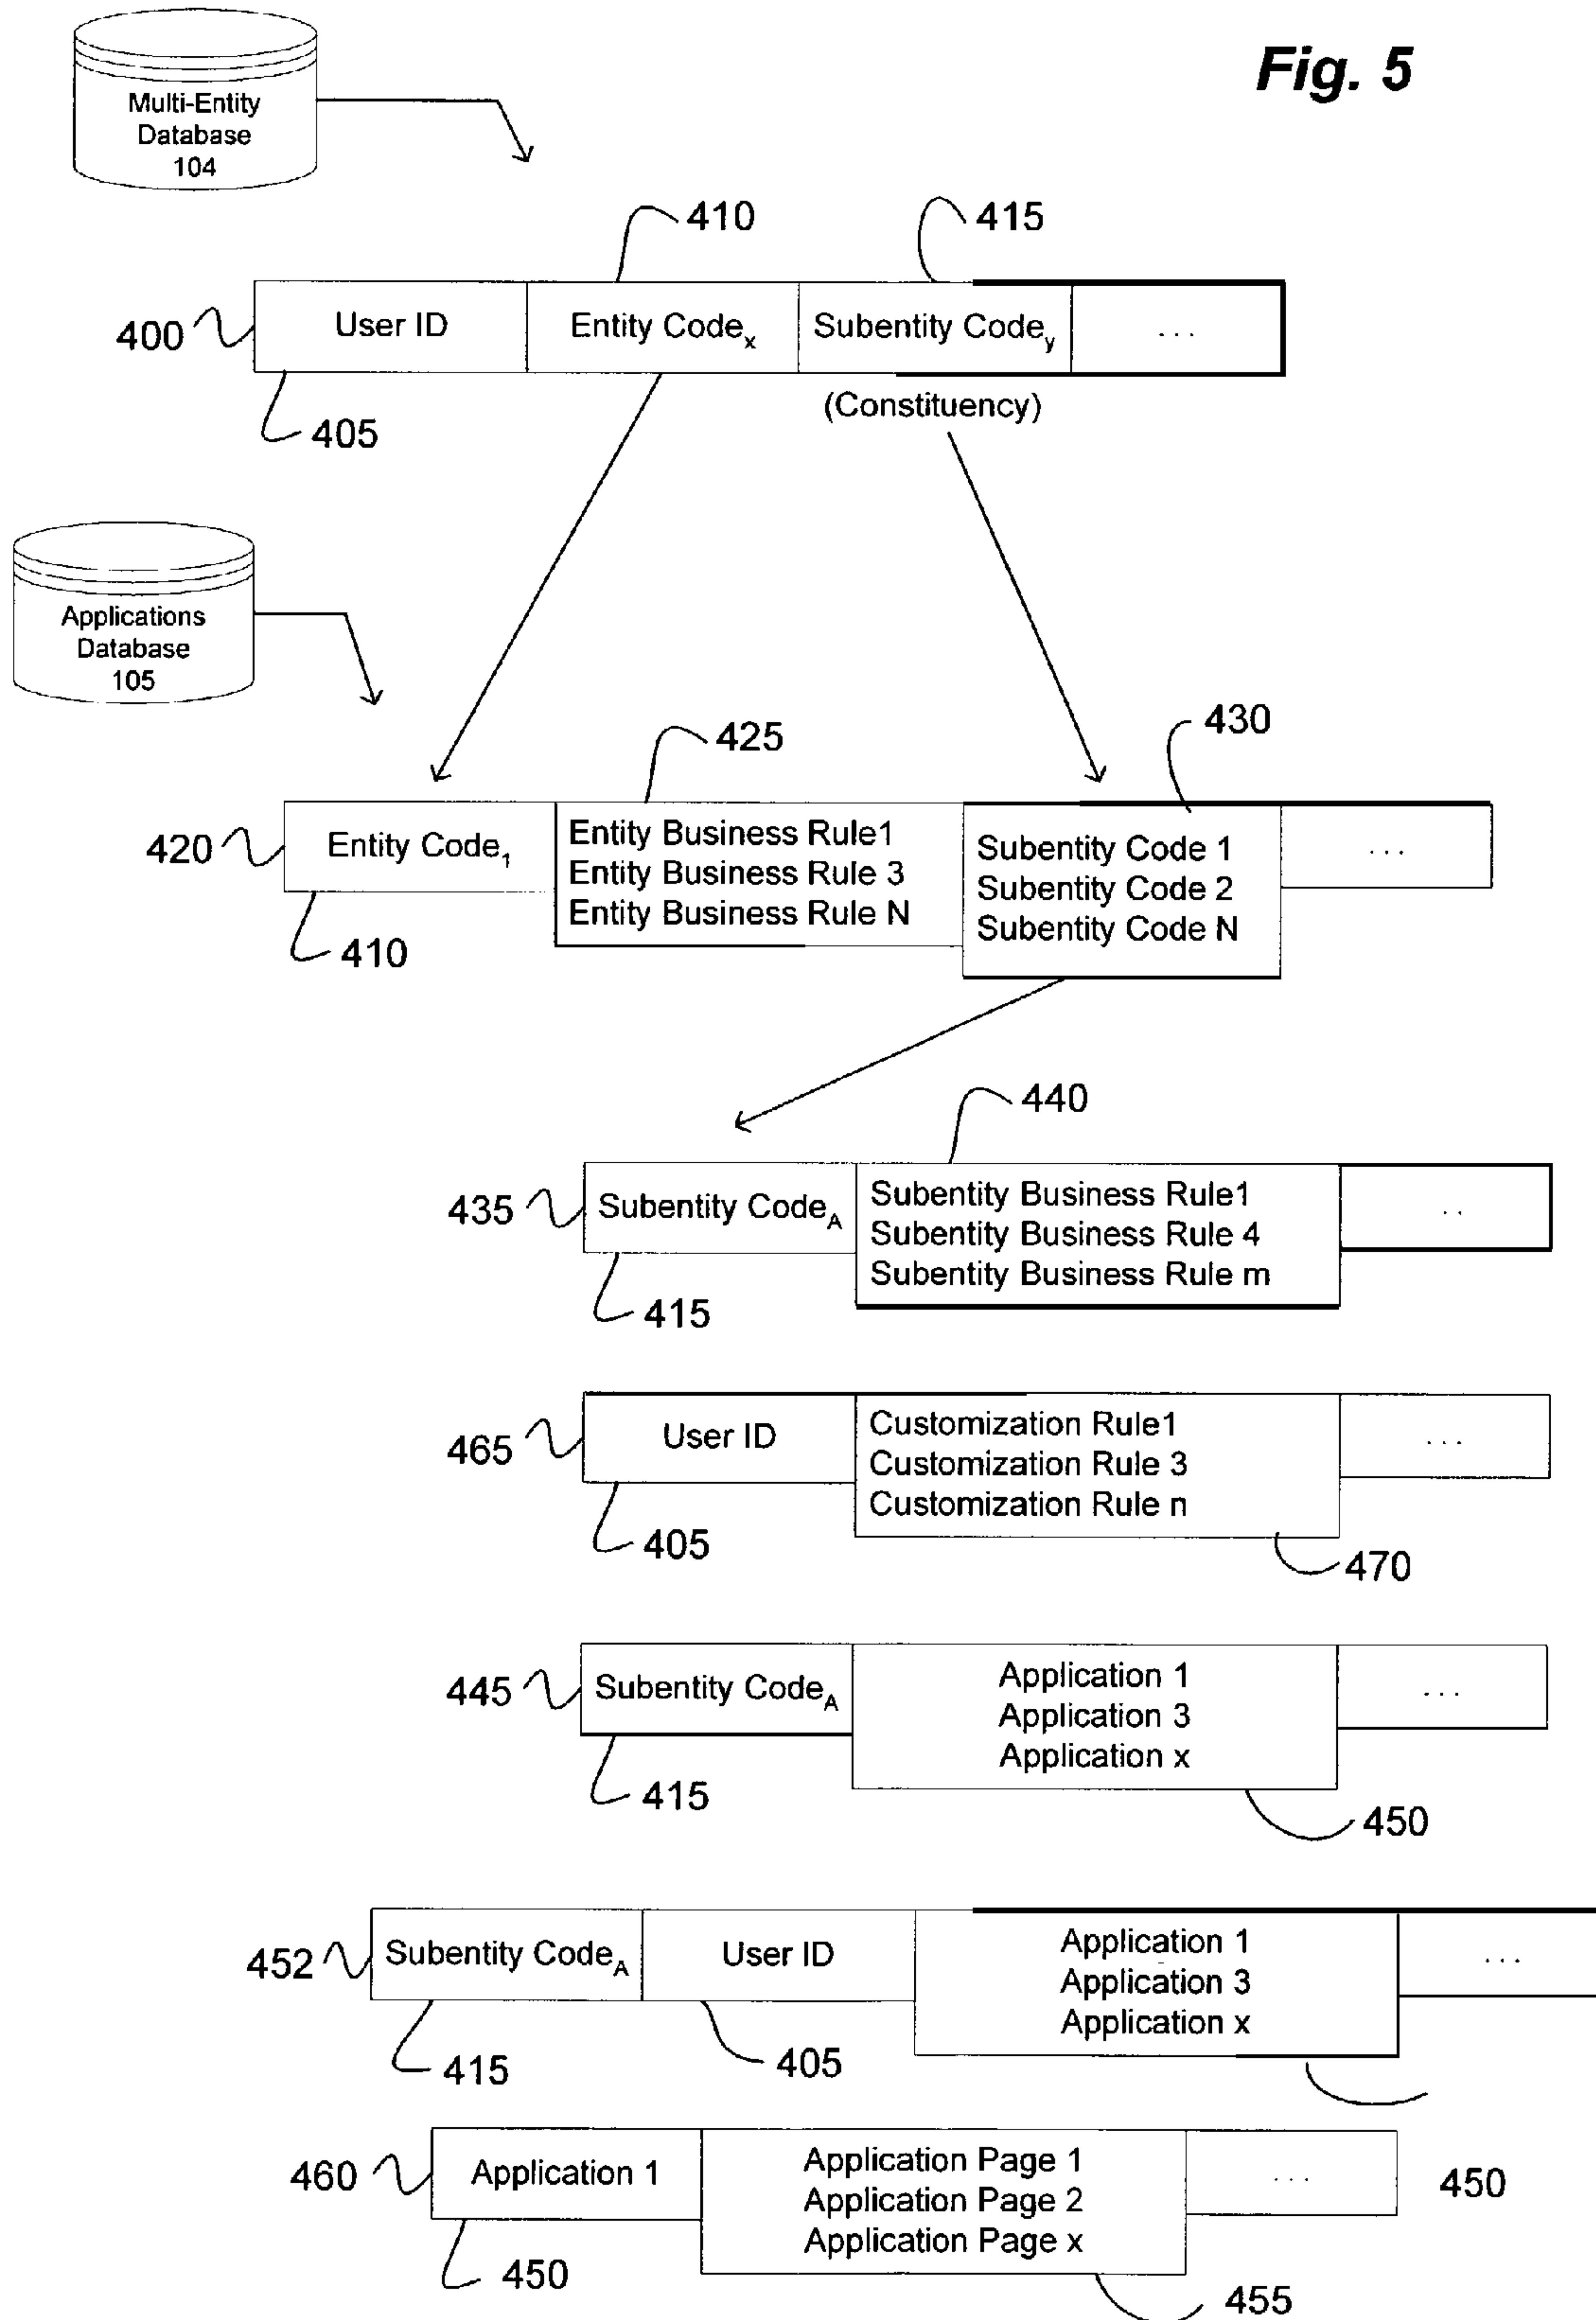 Fig. 5
Multi-Entity
Database
104
410
415
400
User ID
Entity Codex
Subentity Codey
...
405
(Constituency)
Applications
Database
105
425
430
420
Entity Code1
Entity Business Rule1
Entity Business Rule 3
Entity Business Rule N
Subentity Code 1
Subentity Code 2
Subentity Code N
...
410
440
435
Subentity CodeA
Subentity Business Rule1
Subentity Business Rule 4
Subentity Business Rule m
..
415
465
User ID
Customization Rule1
Customization Rule 3
Customization Rule n
...
405
470
445
Subentity CodeA
Application 1
Application 3
Application x
...
415
450
452
Subentity CodeA
User ID
Application 1
Application 3
Application x
...
415
405
460
Application 1
Application Page 1
Application Page 2
Application Page x
...
450
450
455